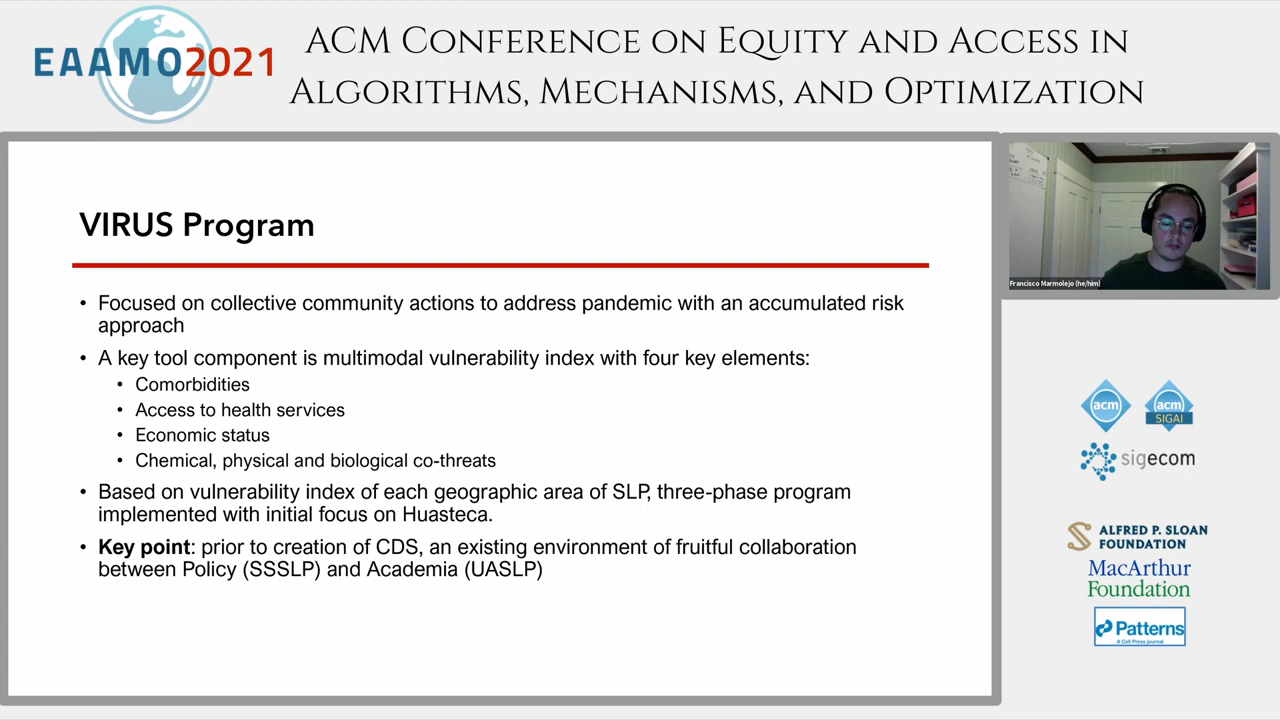 EAAMO2021
ACM Conference on Equity and Access in
Algorithms, Mechanisms, and Optimization
VIRUS Program
• Focused on collective community actions to address pandemic with an accumulated risk
approach
• A key tool component is multimodal vulnerability index with four key elements:
• Comorbidities
• Access to health services
• Economic status
• Chemical, physical and biological co-threats
• Based on vulnerability index of each geographic area of SLP, three-phase program
implemented with initial focus on Huasteca.
• Key point: prior to creation of CDS, an existing environment of fruitful collaboration
between Policy (SSSLP) and Academia (UASLP)
Francisco Marmolejo (he/him)
acm
acm
SIGAI
sigecom
ALFRED P. SLOAN
FOUNDATION
MacArthur
Foundation
Patterns
A Cell Press journal